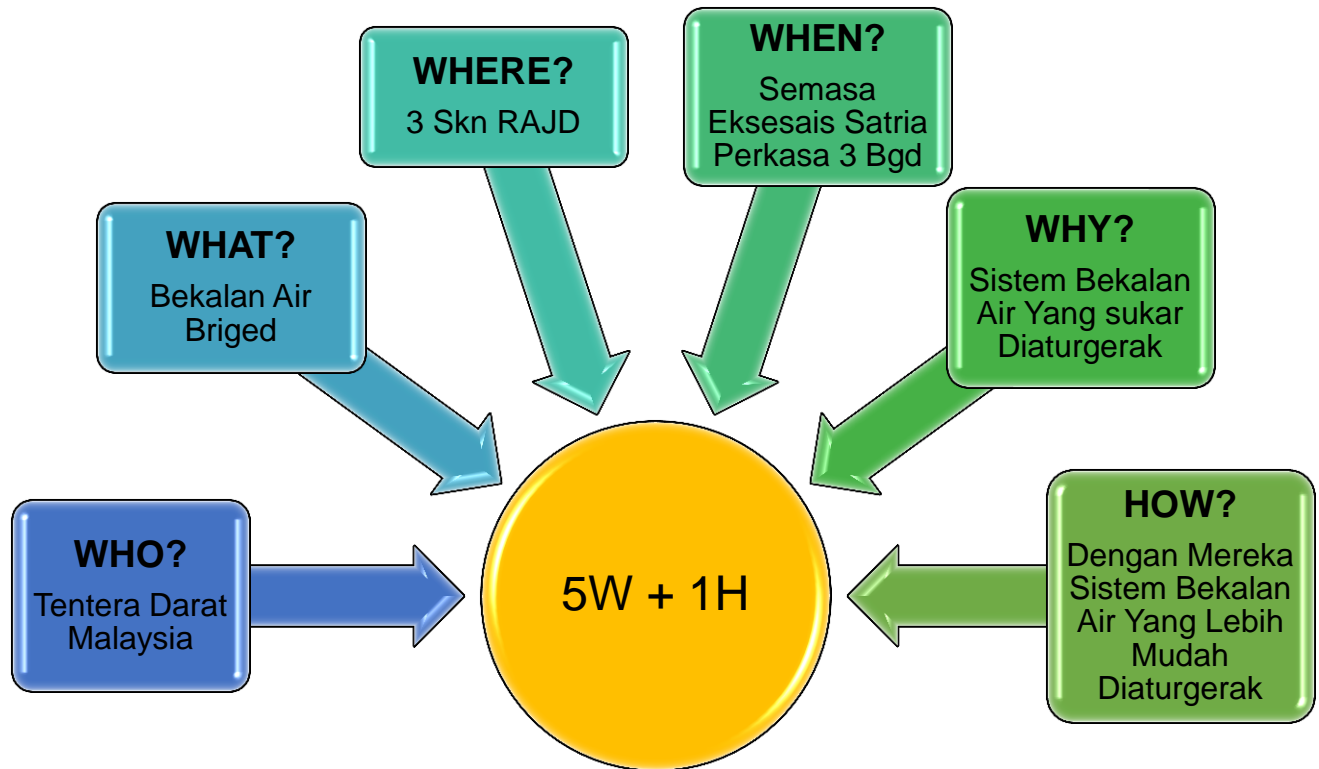 WHO?
Tentera Darat
Malaysia
WHAT?
Bekalan Air
Briged
WHERE?
3 Skn RAJD
WHEN?
Semasa
Eksesais Satria
Perkasa 3 Bgd
WHY?
Sistem Bekalan
Air Yang sukar
Diaturgerak
HOW?
Dengan Mereka
Sistem Bekalan
Air Yang Lebih
Mudah
Diaturgerak
5W + 1H